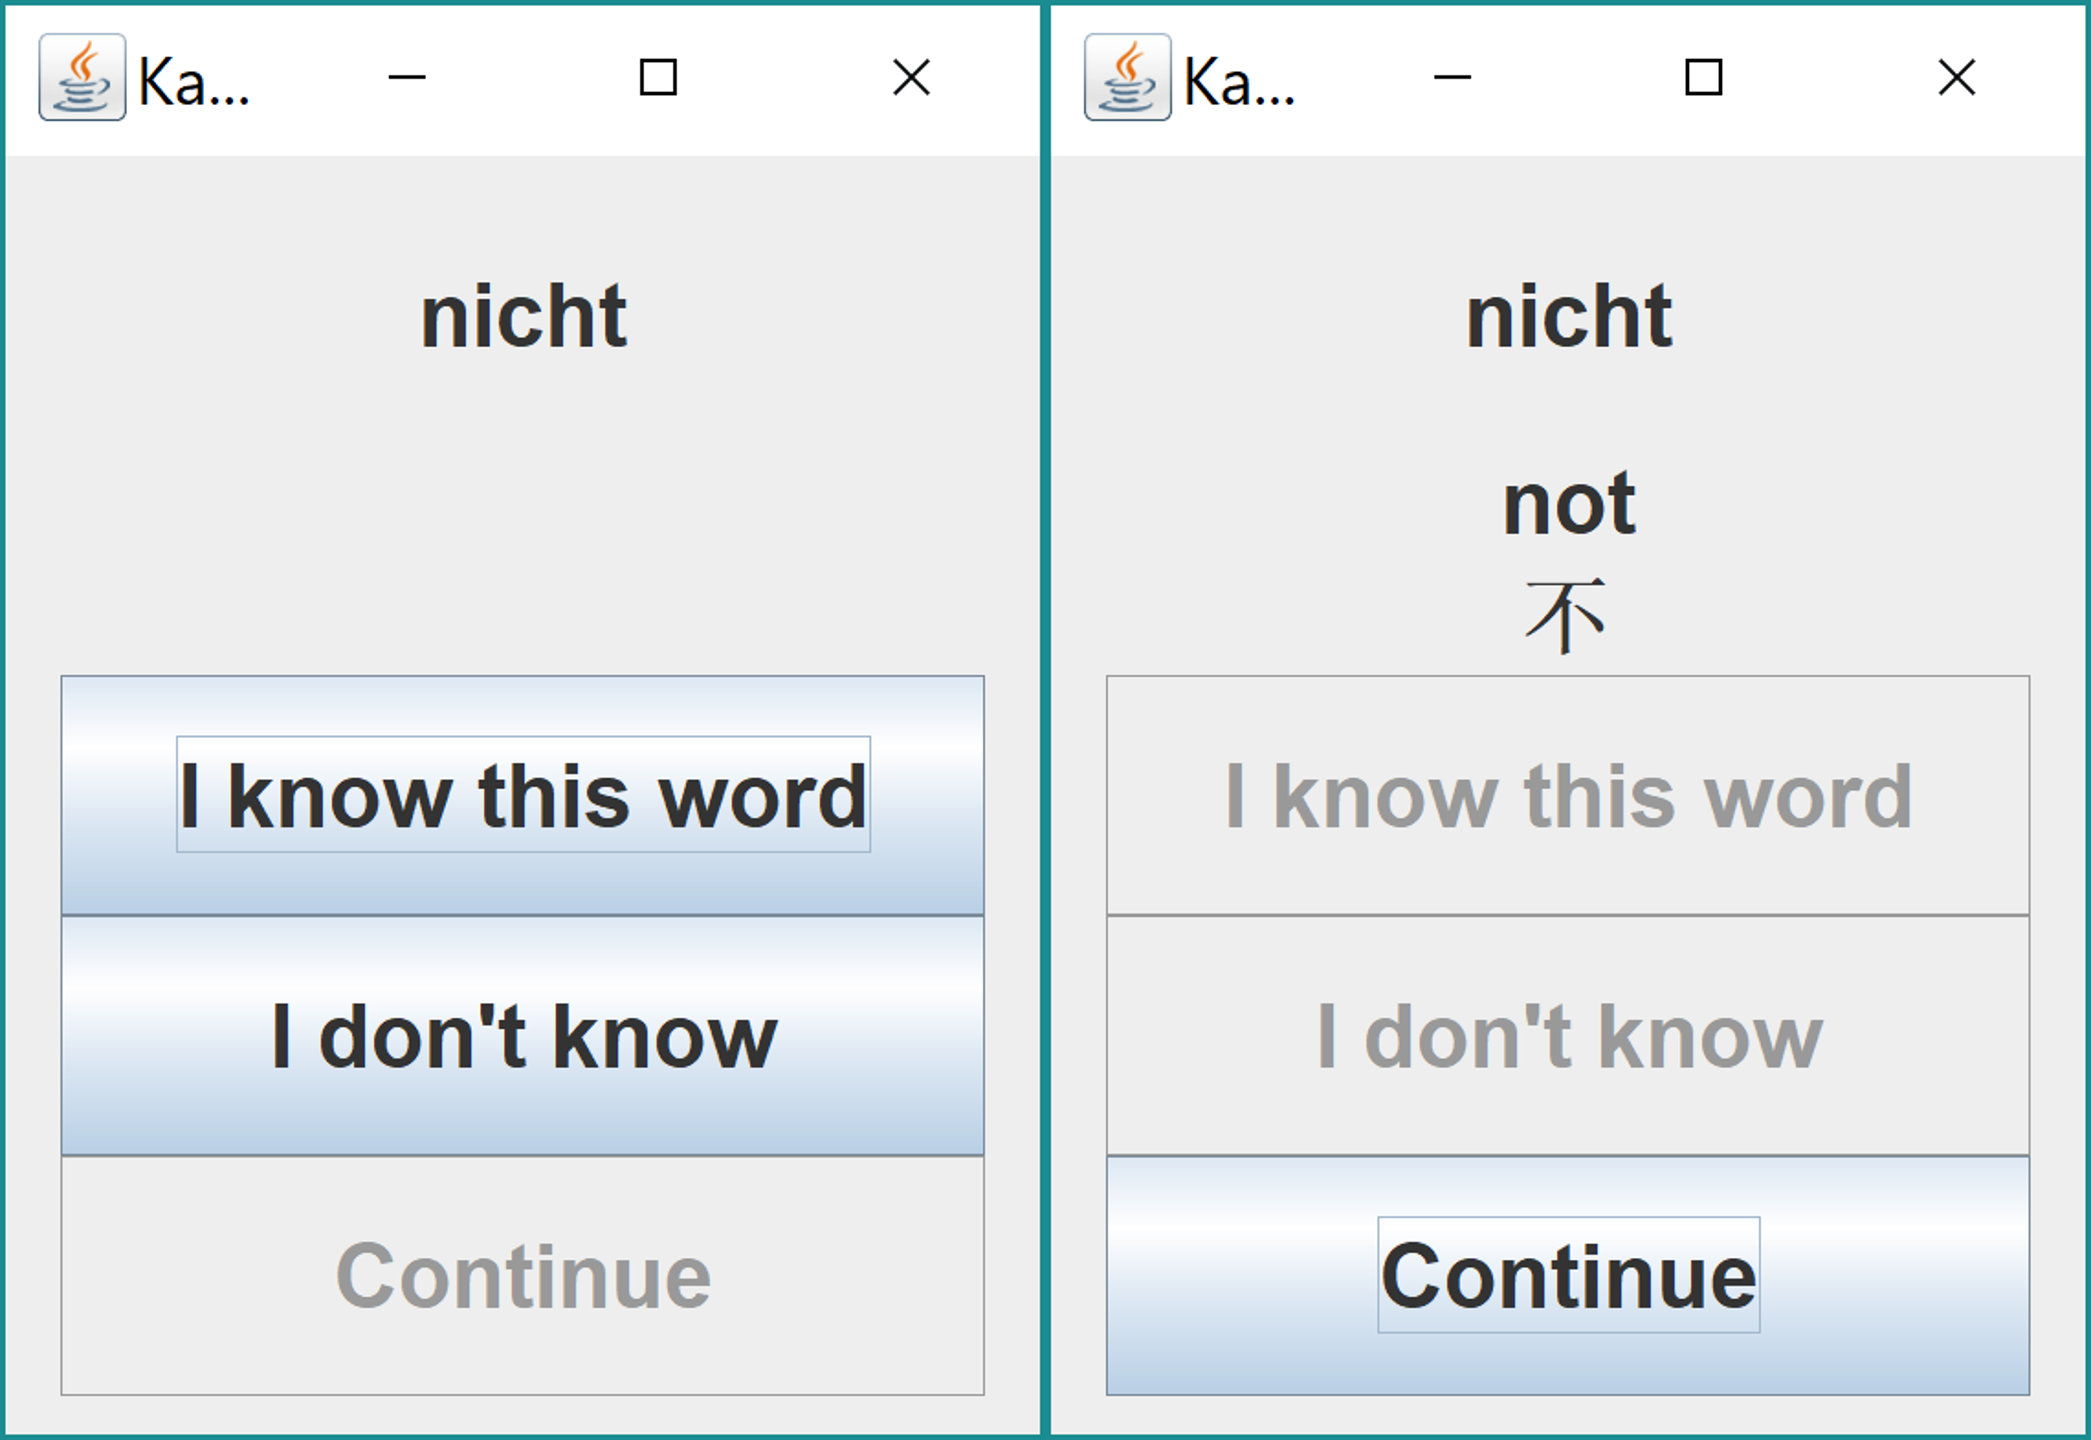 Ka...
nicht
I know this word
I don't know
Continue
Ka...
nicht
not
不
I know this word
I don't know
Continue